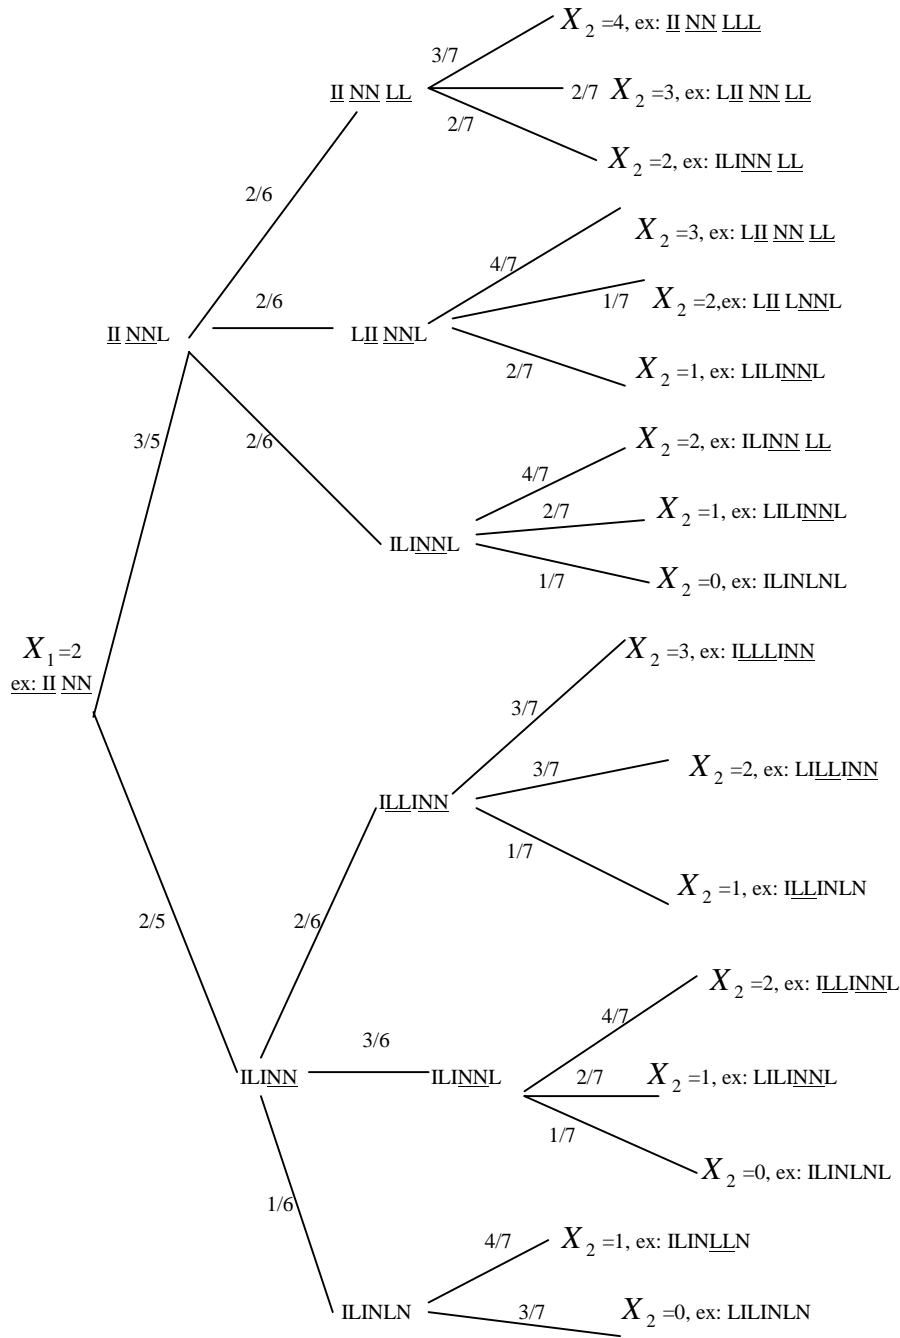 X₂ =4, ex: II NN LLL
3/7
II NN LL
2/7 X₂ =3, ex: LII NN LL
2/7
X₂ =2, ex: ILINN LL
2/6
X₂ =3, ex: LII NN LL
4/7
2/6
1/7 X₂ =2,ex: LII LNNL
II NNL
LII NNL
2/7
X₂ =1, ex: LILINNL
3/5
2/6
X₂ =2, ex: ILINN LL
4/7
2/7
X₂ =1, ex: LILINNL
ILINNL
1/7
X₂ =0, ex: ILINLNL
X₁=2
ex: II NN
X₂ =3, ex: ILLLINN
3/7
3/7
X₂ =2, ex: LILLINN
ILLINN
1/7
X₂ =1, ex: ILLINLN
2/5
2/6
X₂ =2, ex: ILLINNL
4/7
3/6
ILINN
ILINNL
2/7
X₂ =1, ex: LILINNL
1/7
X₂ =0, ex: ILINLNL
1/6
4/7
X₂ =1, ex: ILINLLN
ILINLN
3/7
X₂ =0, ex: LILINLN